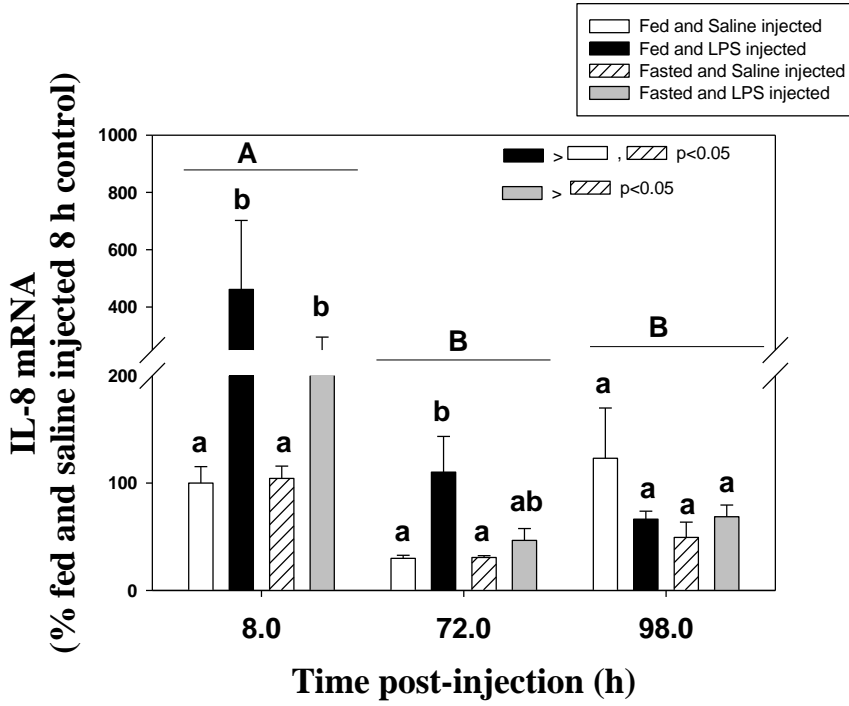 Fed and Saline injected
Fed and LPS injected
Fasted and Saline injected
Fasted and LPS injected
IL-8 mRNA
(% fed and saline injected 8 h control)
1000
800
600
400
200
100
0
> , p<0.05
> p<0.05
A
b
b
a
a
B
b
a
a
ab
B
a
a
a
a
8.0
72.0
98.0
Time post-injection (h)